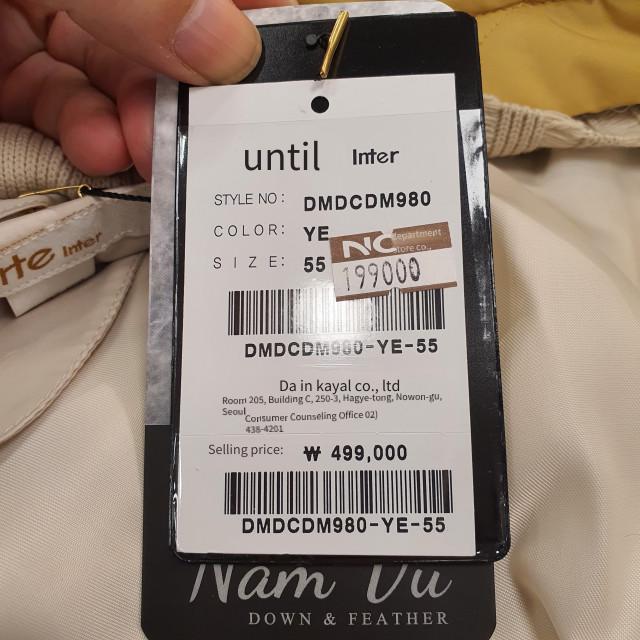 until Inter
STYLE NO: DMDCDM980
COLOR: YE
SIZE: 55
NC department store co.,
199000
DMDCDM980-YE-55
Da in kayal co., ltd
Room 205, Building C, 250-3, Hagye-tong, Nowon-gu,
Seoul
Consumer Counseling Office 02)
438-4201
Selling price: ₩ 499,000
DMDCDM980-YE-55
Nam Vu
DOWN & FEATHER
rte Inter